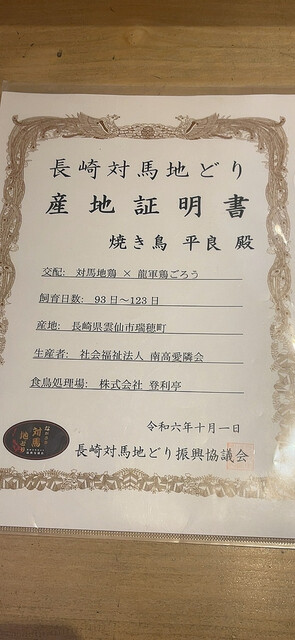 長崎対馬地どり
産地証明書
焼き鳥 平良 殿
交配: 対馬地鶏 × 龍軍鶏ごろう
飼育日数: 93日～123日
産地: 長崎県雲仙市瑞穂町
生産者: 社会福祉法人 南高愛隣会
食鳥処理場: 株式会社 登利亭
令和六年十月一日
長崎対馬地どり振興協議会
対馬